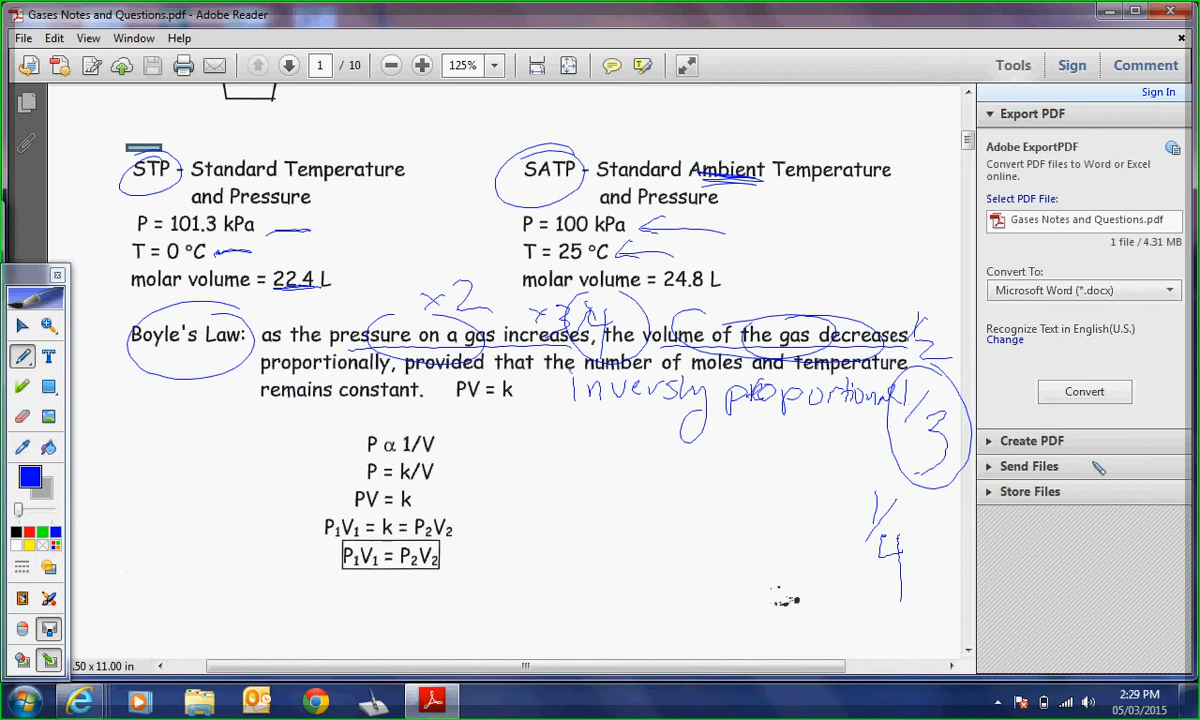 Gases Notes and Questions.pdf - Adobe Reader
File Edit View Window Help
1 / 10 125% Tools Sign Comment
Sign In
Export PDF
Adobe ExportPDF
Convert PDF files to Word or Excel
online.
Select PDF File:
Gases Notes and Questions.pdf
1 file / 4.31 MB
Convert To:
Microsoft Word (*.docx)
Recognize Text in English(U.S.)
Change
Convert
Create PDF
Send Files
Store Files
STP - Standard Temperature
and Pressure
P = 101.3 kPa
T = 0 °C
molar volume = 22.4 L
SATP - Standard Ambient Temperature
and Pressure
P = 100 kPa
T = 25 °C
molar volume = 24.8 L
x2
x3 x4
Boyle's Law: as the pressure on a gas increases, the volume of the gas decreases
1/2
proportionally, provided that the number of moles and temperature
remains constant. PV = k
Inversly proportional
1/3
1/4
P α 1/V
P = k/V
PV = k
P₁V₁ = k = P₂V₂
P₁V₁ = P₂V₂
T
.50 x 11.00 in
2:29 PM
05/03/2015